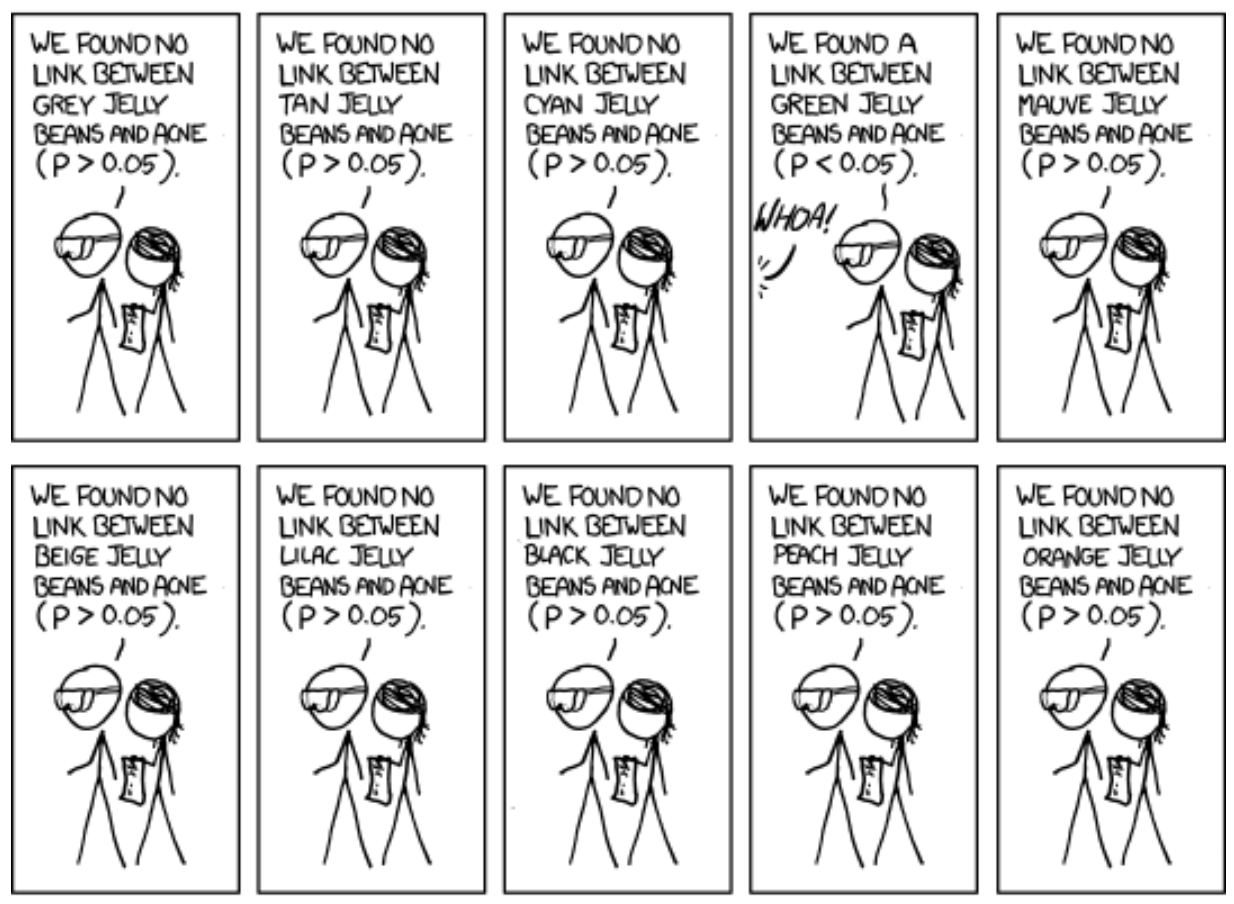 WE FOUND NO
LINK BETWEEN
GREY JELLY
BEANS AND ACNE
(P > 0.05).
WE FOUND NO
LINK BETWEEN
TAN JELLY
BEANS AND ACNE
(P > 0.05).
WE FOUND NO
LINK BETWEEN
CYAN JELLY
BEANS AND ACNE
(P > 0.05).
WE FOUND A
LINK BETWEEN
GREEN JELLY
BEANS AND ACNE
(P < 0.05).
WHOA!
WE FOUND NO
LINK BETWEEN
MAUVE JELLY
BEANS AND ACNE
(P > 0.05).
WE FOUND NO
LINK BETWEEN
BEIGE JELLY
BEANS AND ACNE
(P > 0.05).
WE FOUND NO
LINK BETWEEN
LILAC JELLY
BEANS AND ACNE
(P > 0.05).
WE FOUND NO
LINK BETWEEN
BLACK JELLY
BEANS AND ACNE
(P > 0.05).
WE FOUND NO
LINK BETWEEN
PEACH JELLY
BEANS AND ACNE
(P > 0.05).
WE FOUND NO
LINK BETWEEN
ORANGE JELLY
BEANS AND ACNE
(P > 0.05).